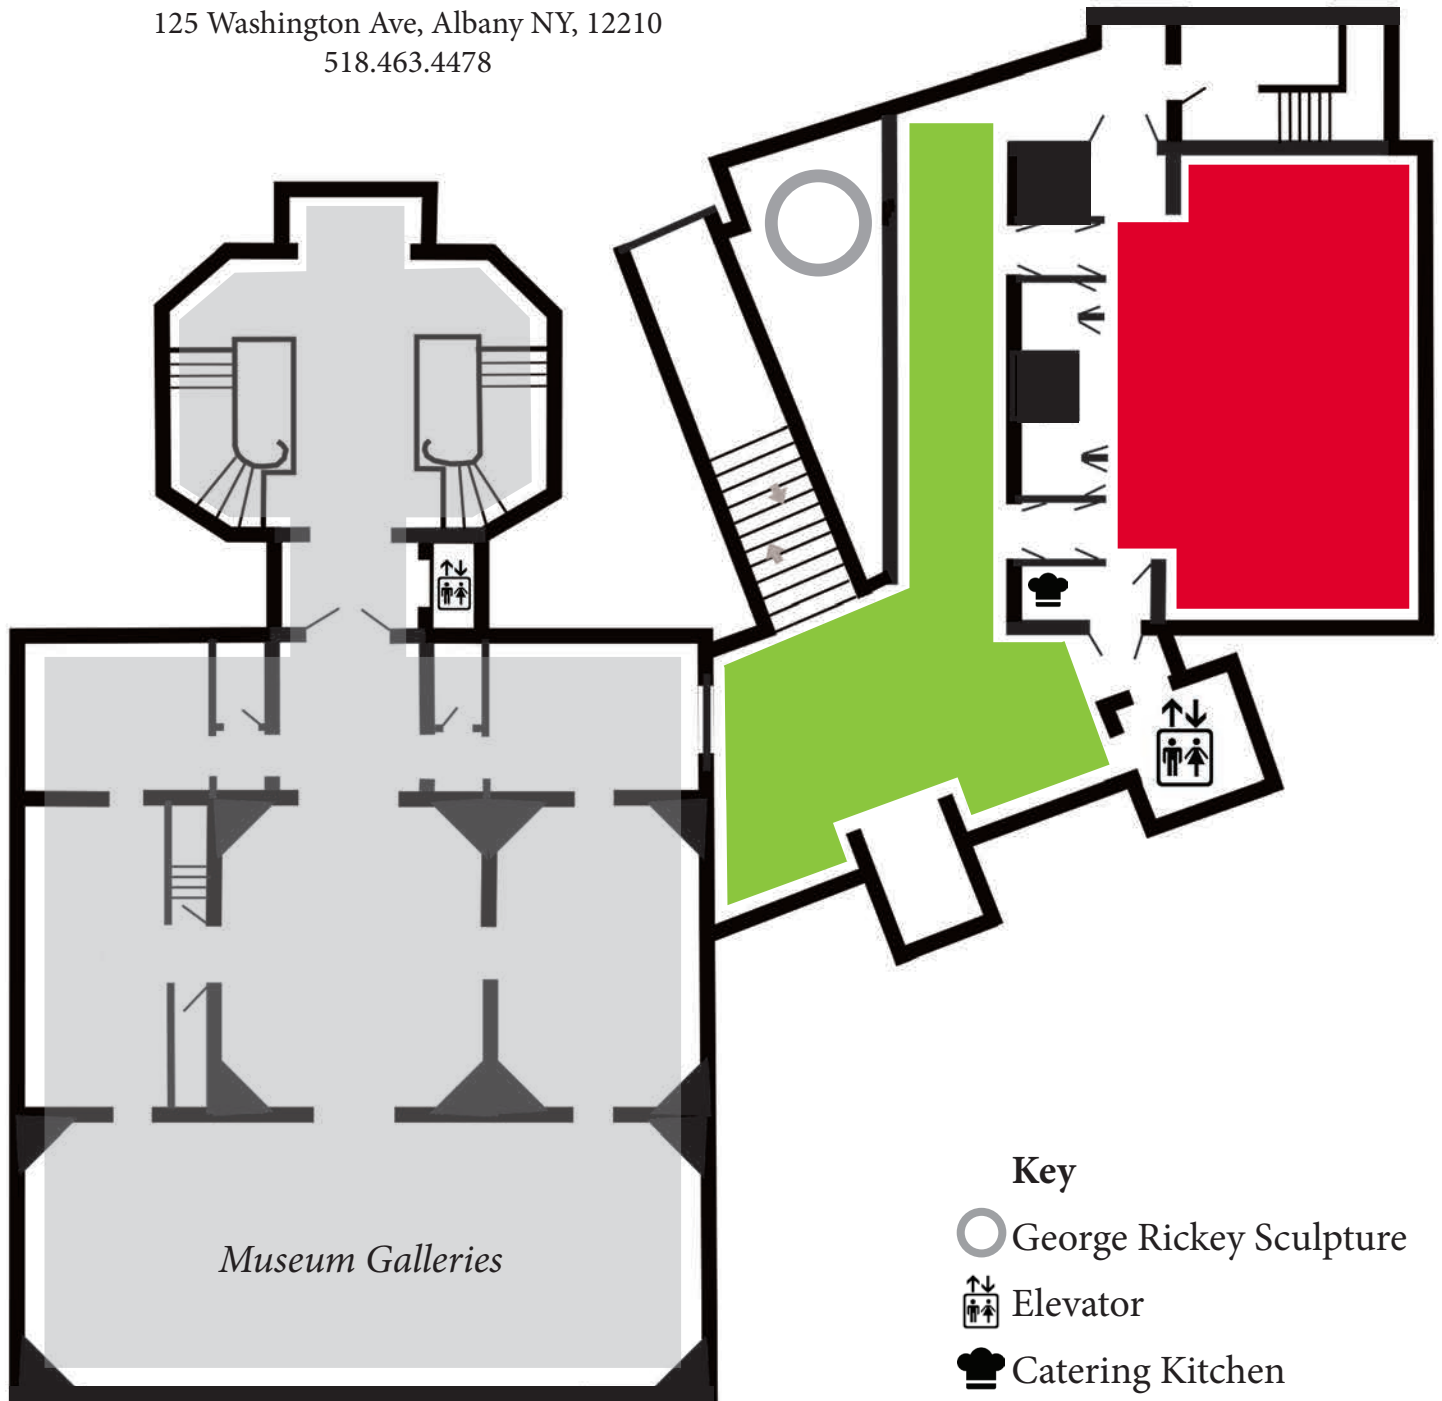 125 Washington Ave, Albany NY, 12210
518.463.4478
Museum Galleries
Key
George Rickey Sculpture
Elevator
Catering Kitchen